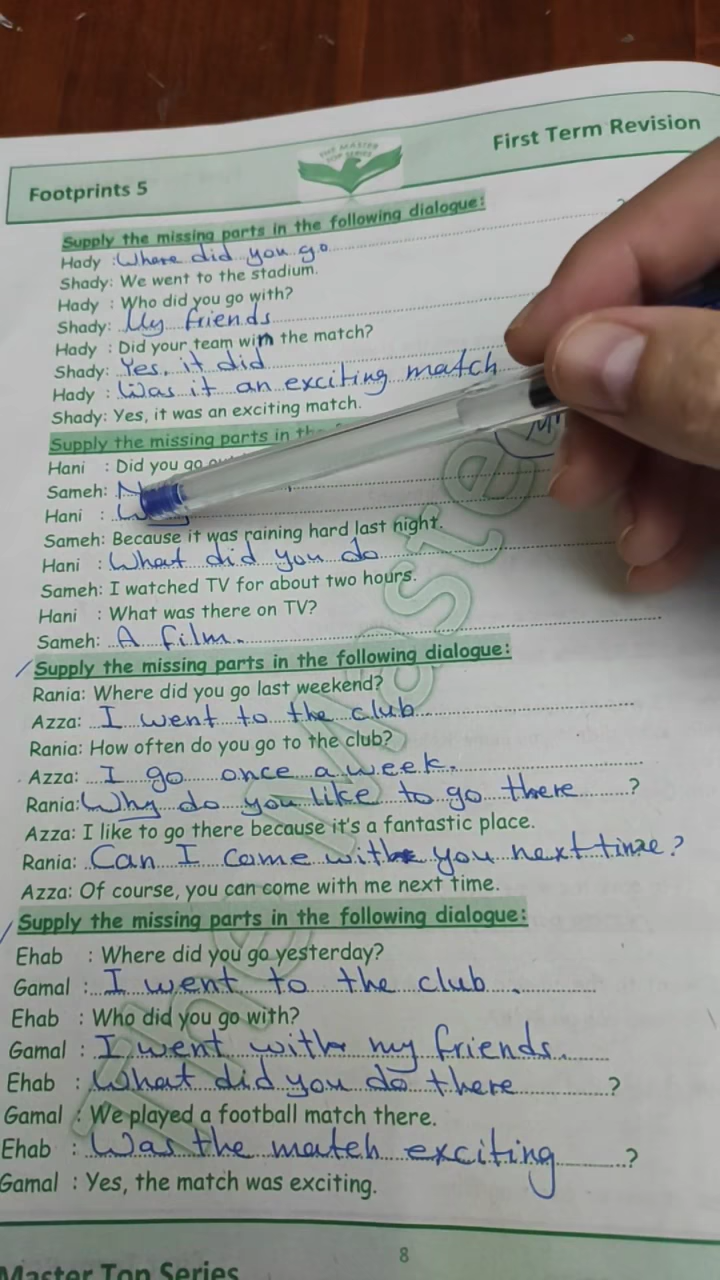 Footprints 5
THE MASTER
TOP SERIES
First Term Revision
Supply the missing parts in the following dialogue:
Hady : Where did you go ?
Shady: We went to the stadium.
Hady : Who did you go with?
Shady: My friends
Hady : Did your team win the match?
Shady: Yes, it did
Hady : Was it an exciting match
Shady: Yes, it was an exciting match.
Supply the missing parts in
Hani : Did you go
Sameh:
Hani :
Sameh: Because it was raining hard last night.
Hani : What did you do
Sameh: I watched TV for about two hours.
Hani : What was there on TV?
Sameh: A film.
Supply the missing parts in the following dialogue:
Rania: Where did you go last weekend?
Azza: I went to the club
Rania: How often do you go to the club?
Azza: I go once a week.
Rania: Why do you like to go there ?
Azza: I like to go there because it's a fantastic place.
Rania: Can I come with you next time?
Azza: Of course, you can come with me next time.
Supply the missing parts in the following dialogue:
Ehab : Where did you go yesterday?
Gamal : I went to the club .
Ehab : Who did you go with?
Gamal : I went with my friends.
Ehab : What did you do there ?
Gamal : We played a football match there.
Ehab : Was the match exciting ?
Gamal : Yes, the match was exciting.
The Master
8
Master Top Series